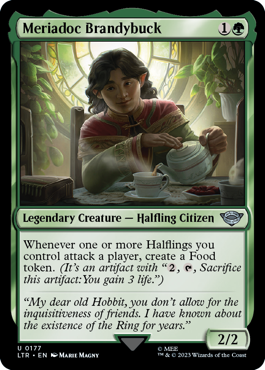 Meriadoc Brandybuck 1
Legendary Creature — Halfling Citizen
Whenever one or more Halflings you
control attack a player, create a Food
token. (It's an artifact with “2, , Sacrifice
this artifact:You gain 3 life.”)
“My dear old Hobbit, you don't allow for the
inquisitiveness of friends. I have known about
the existence of the Ring for years.”
2/2
U 0177
LTR • EN Marie Magny
© MEE
™ & © 2023 Wizards of the Coast